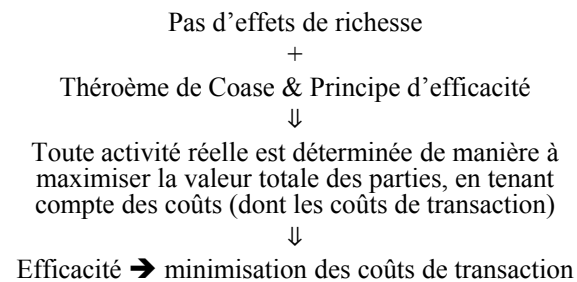 Pas d’effets de richesse
+
Théroème de Coase & Principe d’efficacité
⇓
Toute activité réelle est déterminée de manière à
maximiser la valeur totale des parties, en tenant
compte des coûts (dont les coûts de transaction)
⇓
Efficacité ➔ minimisation des coûts de transaction